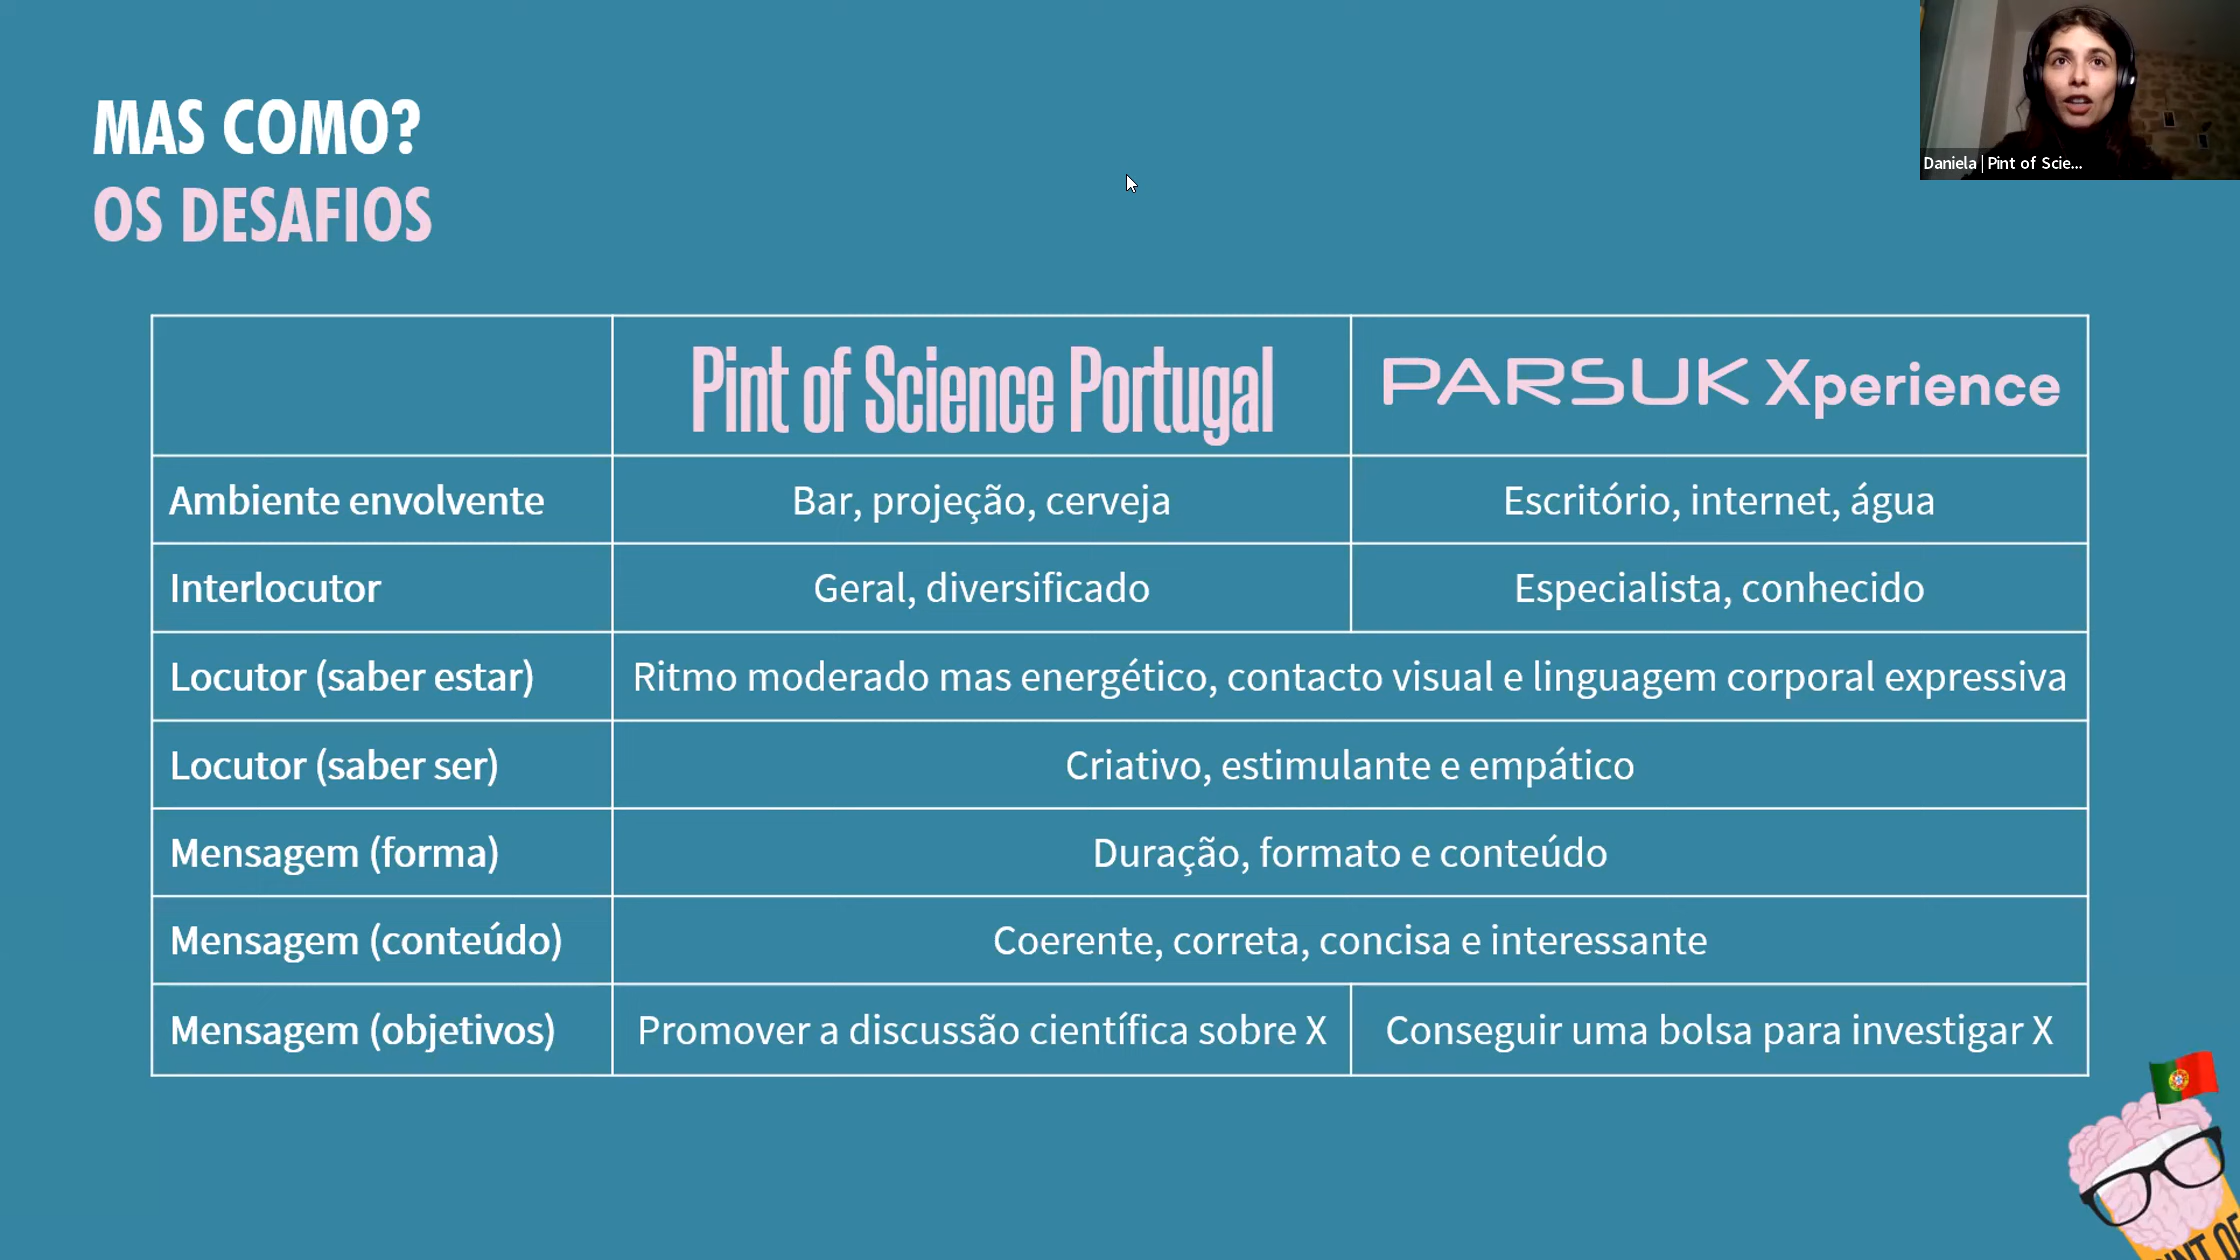 MAS COMO?
OS DESAFIOS
Daniela | Pint of Scie...
Pint of Science Portugal
PARSUK Xperience
Ambiente envolvente
Bar, projeção, cerveja
Escritório, internet, água
Interlocutor
Geral, diversificado
Especialista, conhecido
Locutor (saber estar)
Ritmo moderado mas energético, contacto visual e linguagem corporal expressiva
Locutor (saber ser)
Criativo, estimulante e empático
Mensagem (forma)
Duração, formato e conteúdo
Mensagem (conteúdo)
Coerente, correta, concisa e interessante
Mensagem (objetivos)
Promover a discussão científica sobre X
Conseguir uma bolsa para investigar X
PINT OF